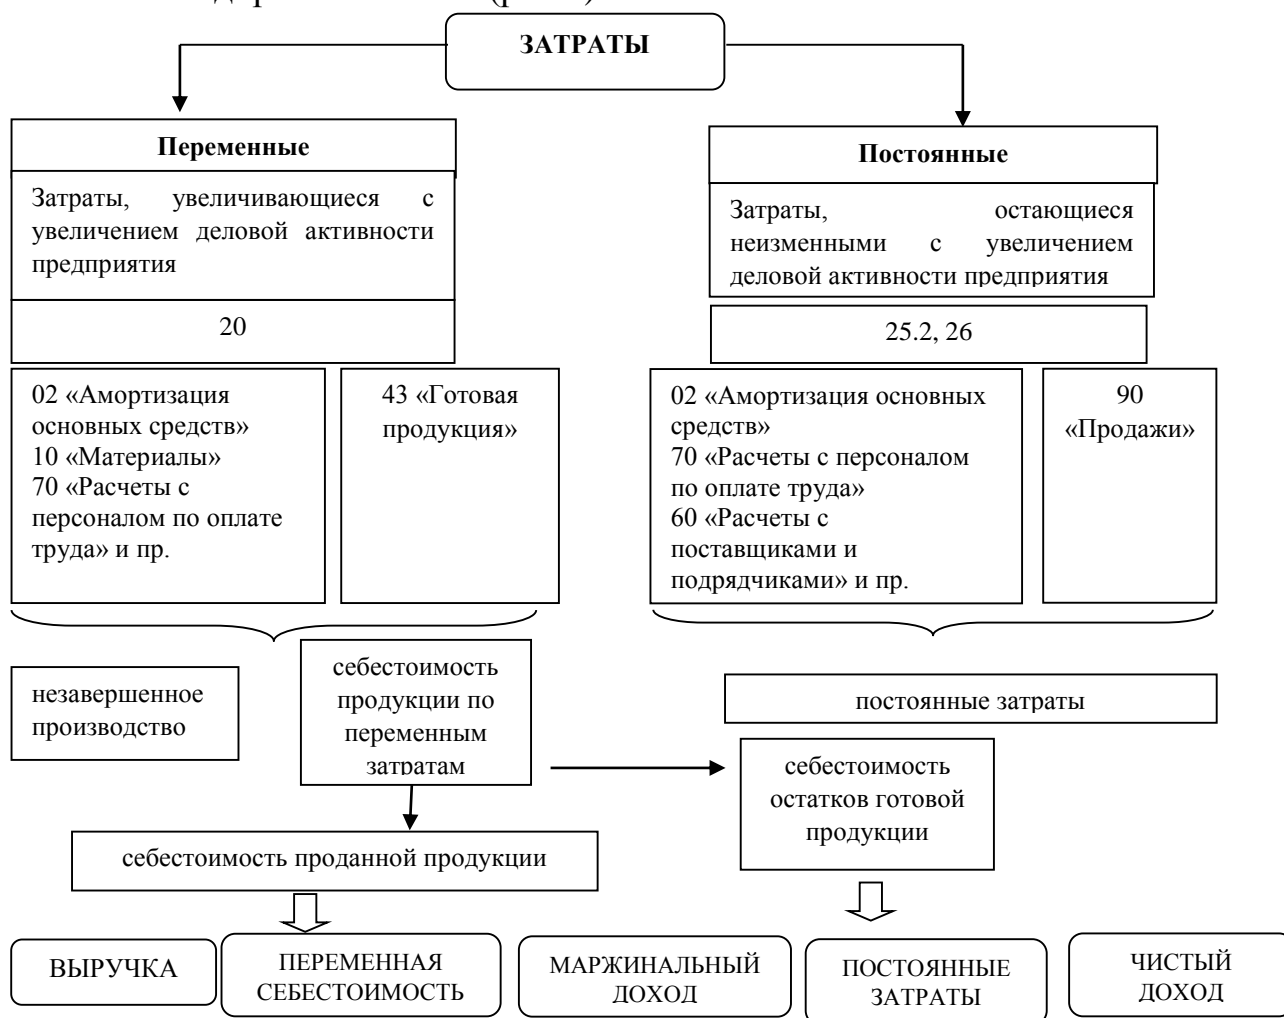 ЗАТРАТЫ
Переменные
Затраты, увеличивающиеся с
увеличением деловой активности
предприятия
20
02 «Амортизация
основных средств»
10 «Материалы»
70 «Расчеты с
персоналом по оплате
труда» и пр.
43 «Готовая
продукция»
Постоянные
Затраты, остающиеся
неизменными с увеличением
деловой активности предприятия
25.2, 26
02 «Амортизация основных
средств»
70 «Расчеты с персоналом
по оплате труда»
60 «Расчеты с
поставщиками и
подрядчиками» и пр.
90
«Продажи»
незавершенное
производство
себестоимость
продукции по
переменным
затратам
постоянные затраты
себестоимость
остатков готовой
продукции
себестоимость проданной продукции
ВЫРУЧКА
ПЕРЕМЕННАЯ
СЕБЕСТОИМОСТЬ
МАРЖИНАЛЬНЫЙ
ДОХОД
ПОСТОЯННЫЕ
ЗАТРАТЫ
ЧИСТЫЙ
ДОХОД